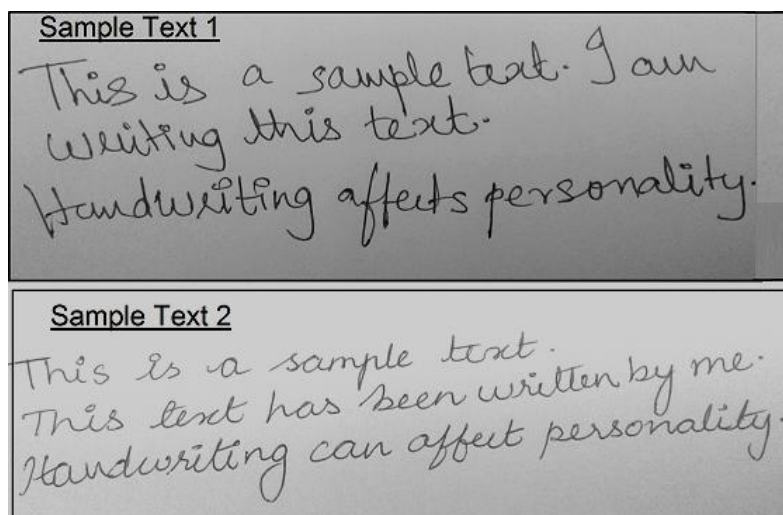 Sample Text 1
This is a sample text. I am
writing this text.
Handwriting affects personality.
Sample Text 2
This is a sample text.
This text has been written by me.
Handwriting can affect personality.